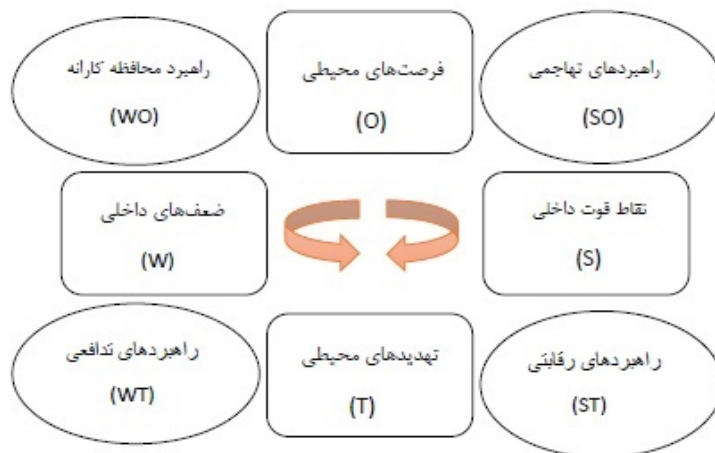 راهبردهای تهاجمی
(SO)
فرصت‌های محیطی
(O)
راهبرد محافظه کارانه
(WO)
نقاط قوت داخلی
(S)
ضعف‌های داخلی
(W)
راهبردهای رقابتی
(ST)
تهدیدهای محیطی
(T)
راهبردهای تدافعی
(WT)